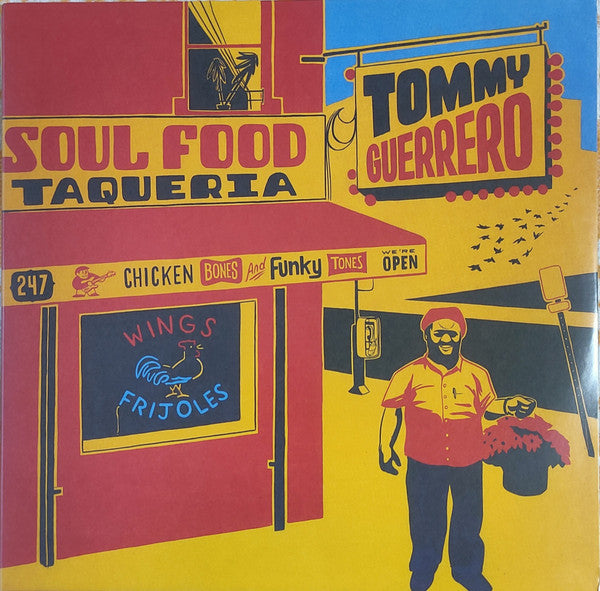 TOMMY
GUERRERO
SOUL FOOD
TAQUERIA
247 CHICKEN BONES And Funky TONES WE'RE OPEN
WINGS
FRIJOLES